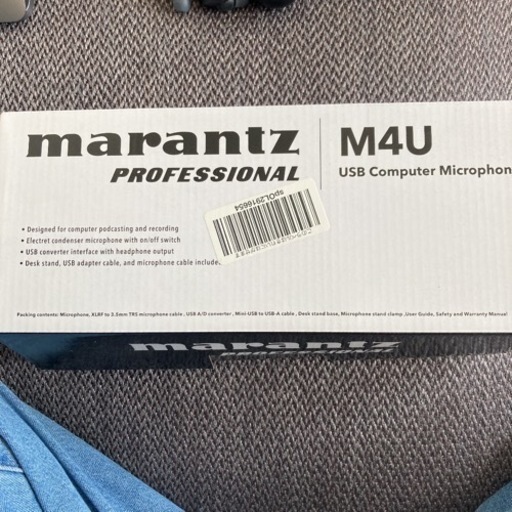 marantz
PROFESSIONAL
M4U
USB Computer Microphon
• Designed for computer podcasting and recording
• Electret condenser microphone with on/off switch
• USB converter interface with headphone output
• Desk stand, USB adapter cable, and microphone cable include
spOL2916654
Packing contents: Microphone, XLRF to 3.5mm TRS microphone cable , USB A/D converter , Mini-USB to USB-A cable , Desk stand base, Microphone stand clamp ,User Guide, Safety and Warranty Manual
marantz
PROFESSIONAL